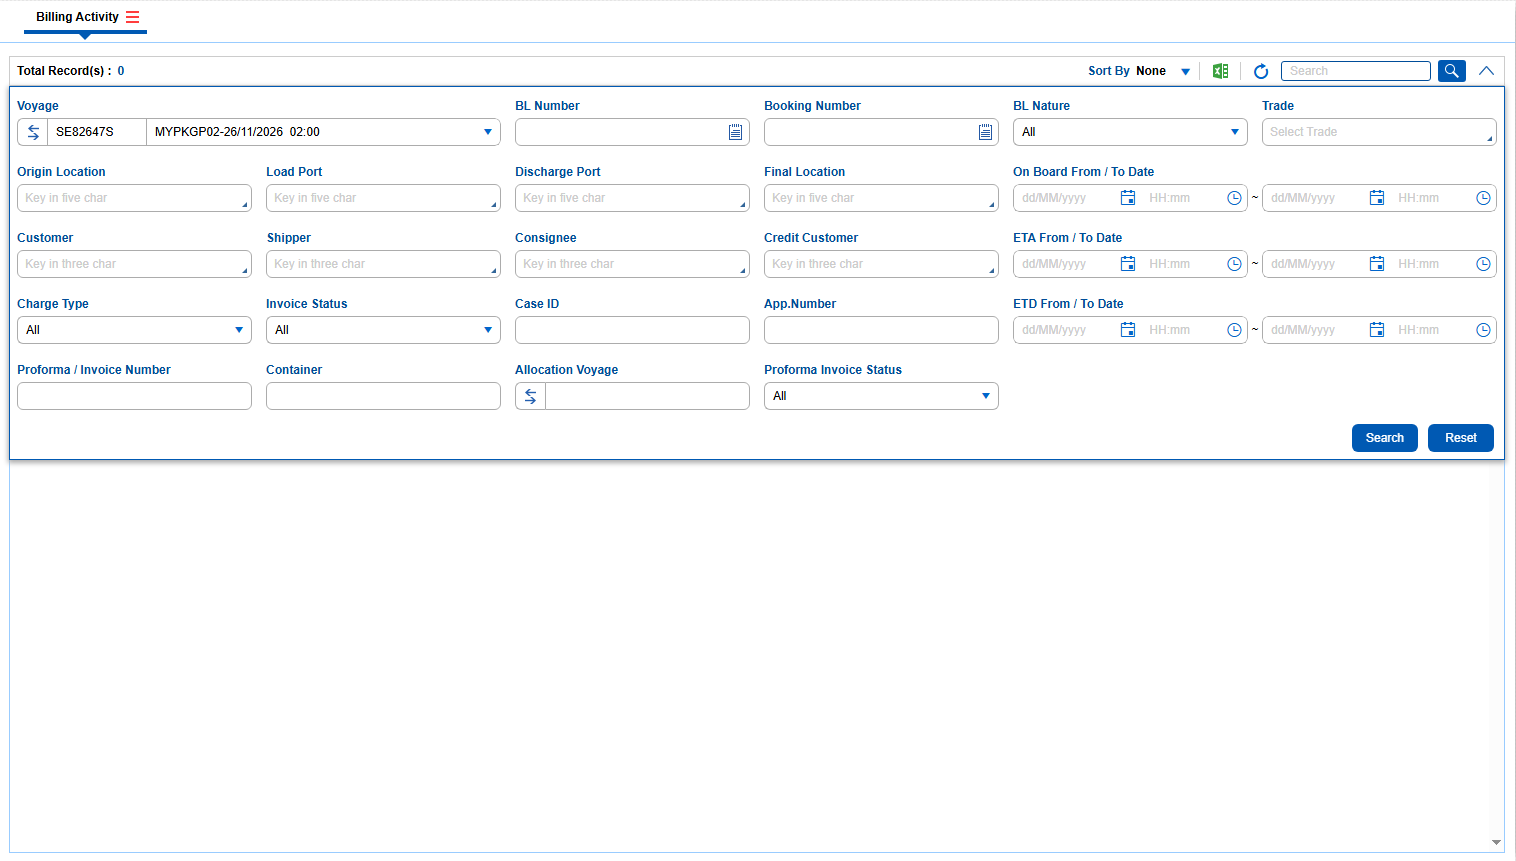 Billing Activity
Total Record(s) : 0
Sort By None
Search
Voyage
BL Number
Booking Number
BL Nature
Trade
SE82647S
MYPKGP02-26/11/2026 02:00
All
Select Trade
Origin Location
Load Port
Discharge Port
Final Location
On Board From / To Date
Key in five char
Key in five char
Key in five char
Key in five char
dd/MM/yyyy
HH:mm
~
dd/MM/yyyy
HH:mm
Customer
Shipper
Consignee
Credit Customer
ETA From / To Date
Key in three char
Key in three char
Key in three char
Key in three char
dd/MM/yyyy
HH:mm
~
dd/MM/yyyy
HH:mm
Charge Type
Invoice Status
Case ID
App.Number
ETD From / To Date
All
All
dd/MM/yyyy
HH:mm
~
dd/MM/yyyy
HH:mm
Proforma / Invoice Number
Container
Allocation Voyage
Proforma Invoice Status
All
Search
Reset